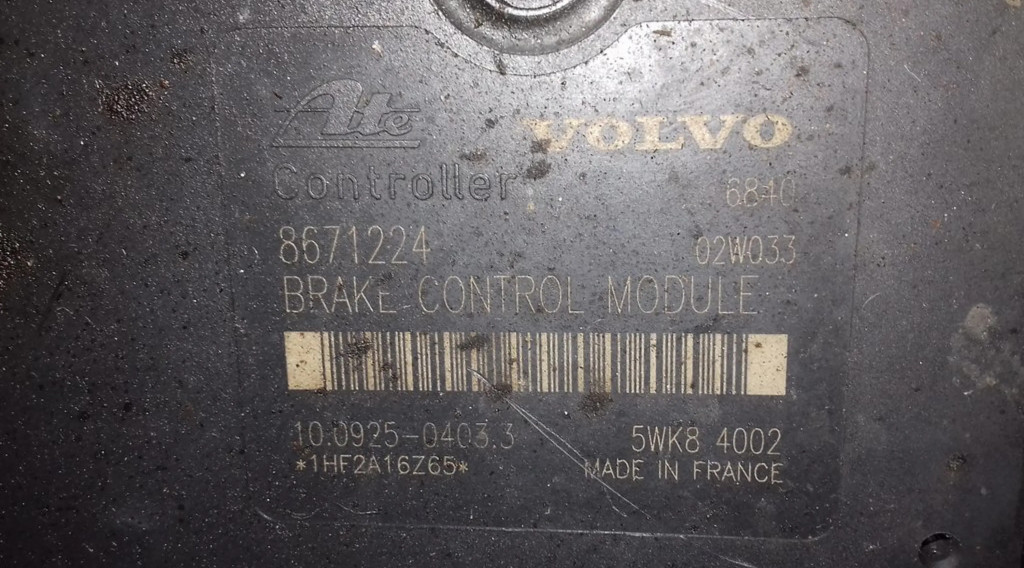 Ate VOLVO
Controller 6840
8671224 02W033
BRAKE CONTROL MODULE
10.0925-0403.3 5WK8 4002
*1HF2A16Z65* MADE IN FRANCE